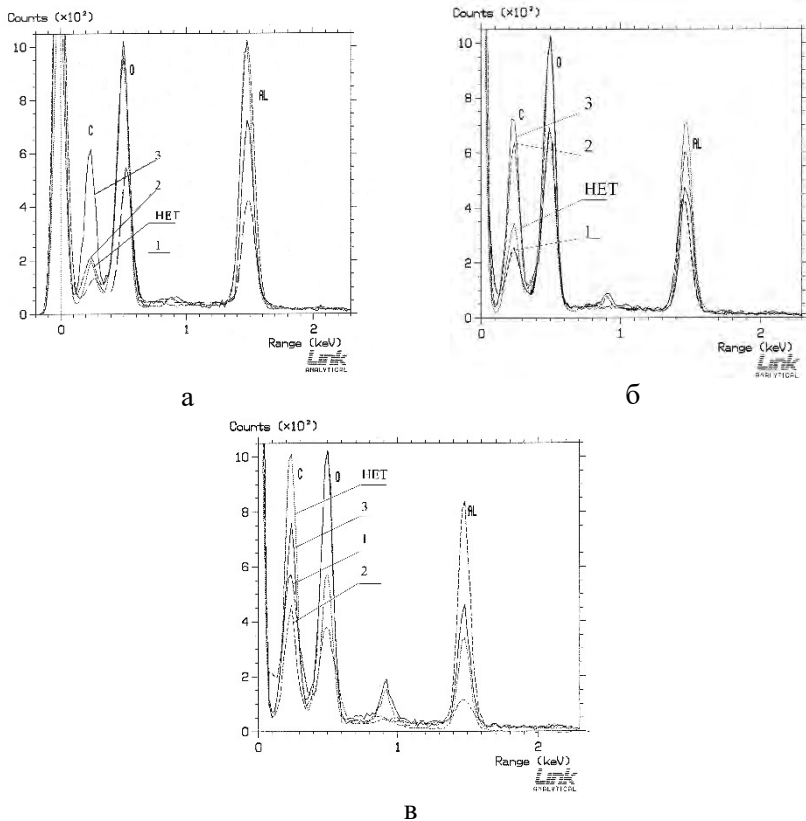 Counts (×10²)
10
8
6
4
2
0
C
O
AL
3
2
НЕТ
1
0
1
2
Range (keV)
Link
ANALYTICAL
а
Counts (×10²)
10
8
6
4
2
0
C
O
AL
3
2
НЕТ
1
0
1
2
Range (keV)
Link
ANALYTICAL
б
Counts (×10²)
10
8
6
4
2
0
C
O
AL
НЕТ
3
1
2
0
1
2
Range (keV)
Link
ANALYTICAL
в